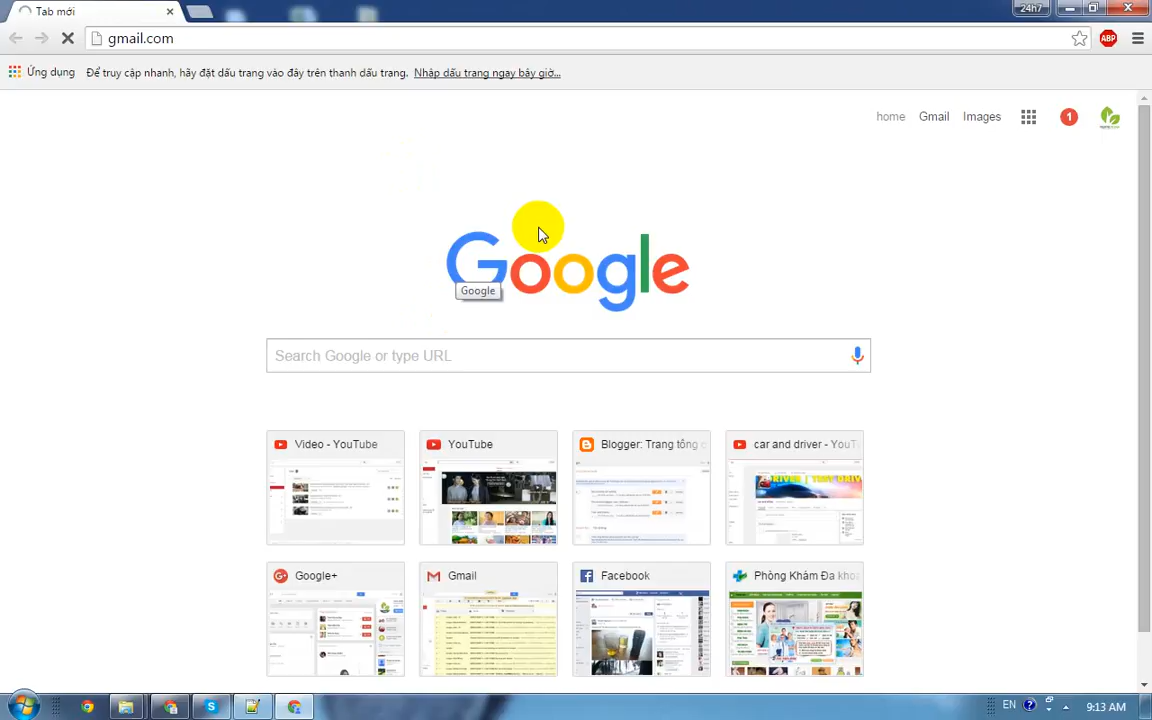 Tab mới
24h7
gmail.com
ABP
Ứng dụng
Để truy cập nhanh, hãy đặt dấu trang vào đây trên thanh dấu trang.
Nhập dấu trang ngay bây giờ...
home
Gmail
Images
1
Google
Google
Search Google or type URL
Video - YouTube
YouTube
Blogger: Trang tổng c
car and driver - YouT
Google+
Gmail
Facebook
Phòng Khám Đa khoa
EN
9:13 AM